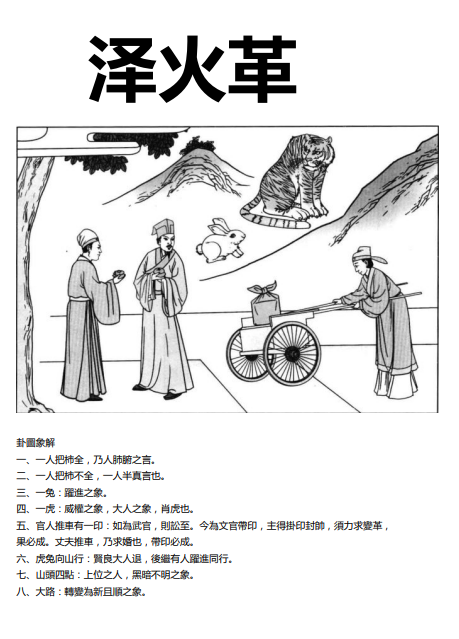 泽火革
卦圖象解
一、一人把柿全，乃人肺腑之言。
二、一人把柿不全，一人半真言也。
三、一兔：躍進之象。
四、一虎：威權之象，大人之象，肖虎也。
五、官人推車有一印：如為武官，則訟至。今為文官帶印，主得掛印封帥，須力求變革，
果必成。丈夫推車，乃求婚也，帶印必成。
六、虎兔向山行：賢良大人退，後繼有人躍進同行。
七、山頭四點：上位之人，黑暗不明之象。
八、大路：轉變為新且順之象。